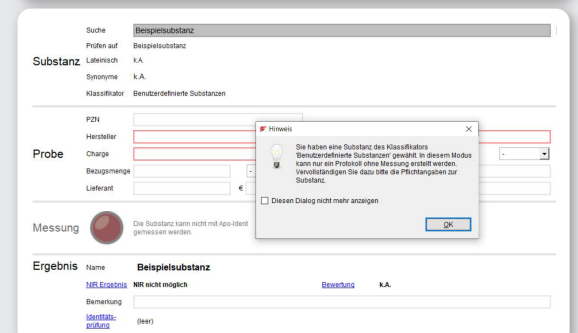 Suche Beispielsubstanz
Prüfen auf Beispielsubstanz
Substanz Lateinisch k.A.
Synonyme k.A.
Klassifikator Benutzerdefinierte Substanzen
PZN
Hersteller
Probe Charge -
Bezugsmenge -
Lieferant €
Hinweis
Sie haben eine Substanz des Klassifikators
'Benutzerdefinierte Substanzen' gewählt. In diesem Modus
kann nur ein Protokoll ohne Messung erstellt werden.
Vervollständigen Sie dazu bitte die Pflichtangaben zur
Substanz.
Diesen Dialog nicht mehr anzeigen
OK
Messung Die Substanz kann nicht mit Apo-Ident
gemessen werden.
Ergebnis Name Beispielsubstanz
NIR Ergebnis NIR nicht möglich Bewertung k.A.
Bemerkung
Identitäts-
prüfung (leer)